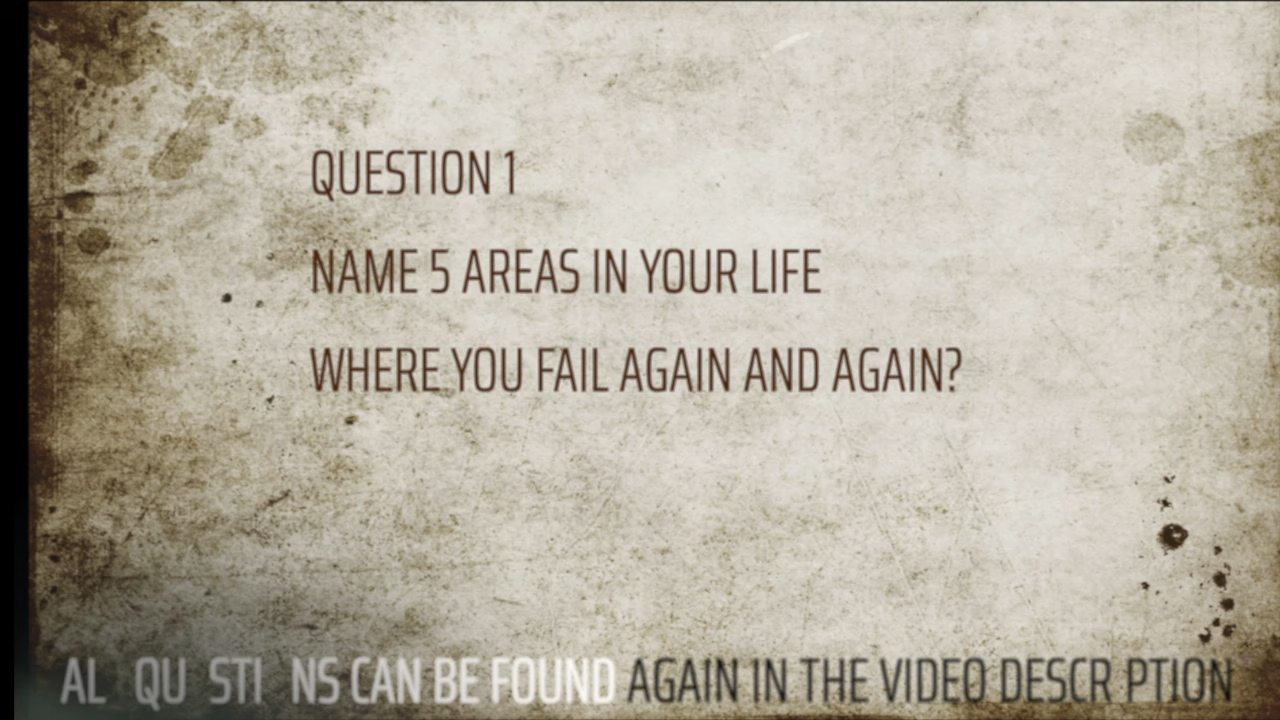 QUESTION 1
NAME 5 AREAS IN YOUR LIFE
WHERE YOU FAIL AGAIN AND AGAIN?
AL QU STI NS CAN BE FOUND AGAIN IN THE VIDEO DESCR PTION